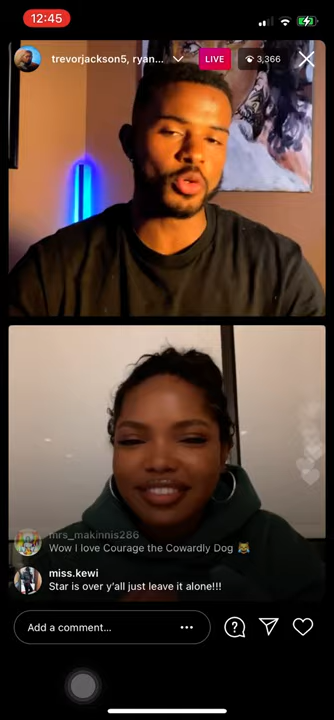 12:45
trevorjackson5, ryan...
LIVE
3,366
mrs_makinnis286
Wow I love Courage the Cowardly Dog 😹
miss.kewi
Star is over y'all just leave it alone!!!
Add a comment...